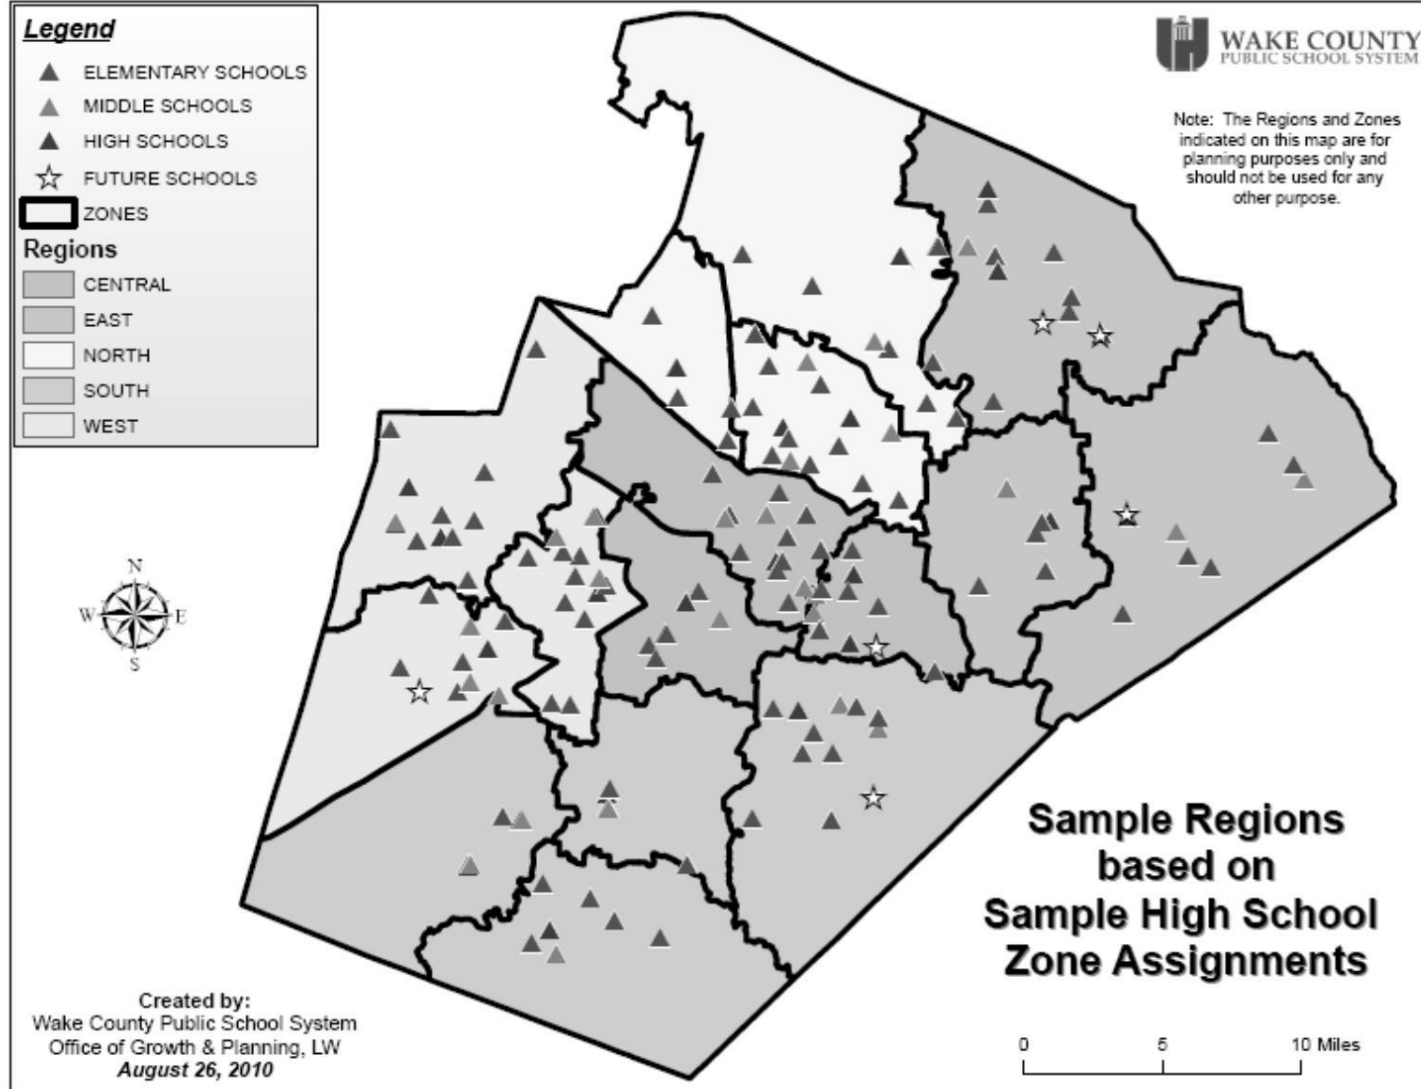 Legend
ELEMENTARY SCHOOLS
MIDDLE SCHOOLS
HIGH SCHOOLS
FUTURE SCHOOLS
ZONES
Regions
CENTRAL
EAST
NORTH
SOUTH
WEST
WAKE COUNTY
PUBLIC SCHOOL SYSTEM
Note: The Regions and Zones
indicated on this map are for
planning purposes only and
should not be used for any
other purpose.
N
W E
S
Sample Regions
based on
Sample High School
Zone Assignments
Created by:
Wake County Public School System
Office of Growth & Planning, LW
August 26, 2010
0 5 10 Miles